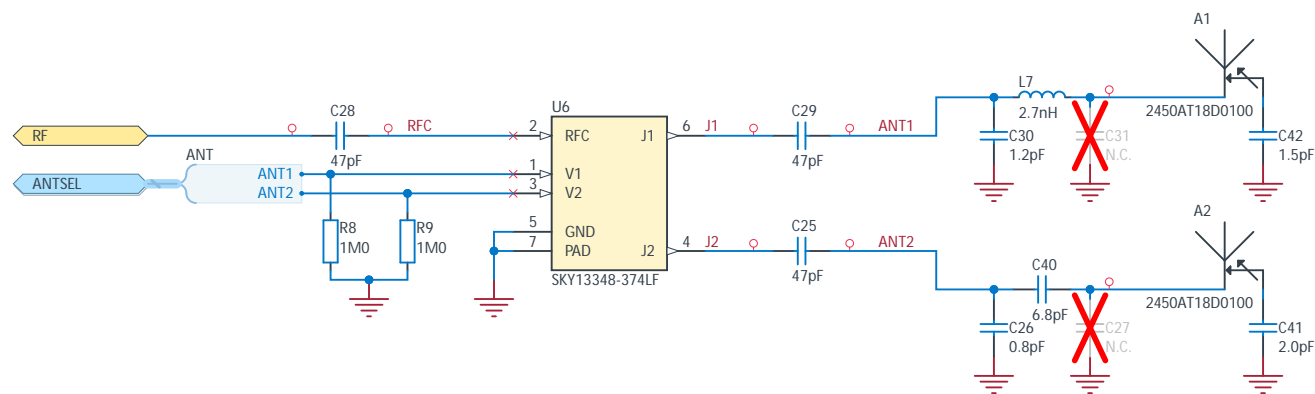 A1
C28
47pF
RF
RFC
ANT
ANT1
ANT2
ANTSEL
R8
1M0
R9
1M0
U6
2
RFC
1
V1
3
V2
5
GND
7
PAD
J1
6
J2
4
SKY13348-374LF
J1
C29
47pF
ANT1
L7
2.7nH
C30
1.2pF
C31
N.C.
2450AT18D0100
C42
1.5pF
A2
J2
C25
47pF
ANT2
C40
6.8pF
C26
0.8pF
C27
N.C.
2450AT18D0100
C41
2.0pF